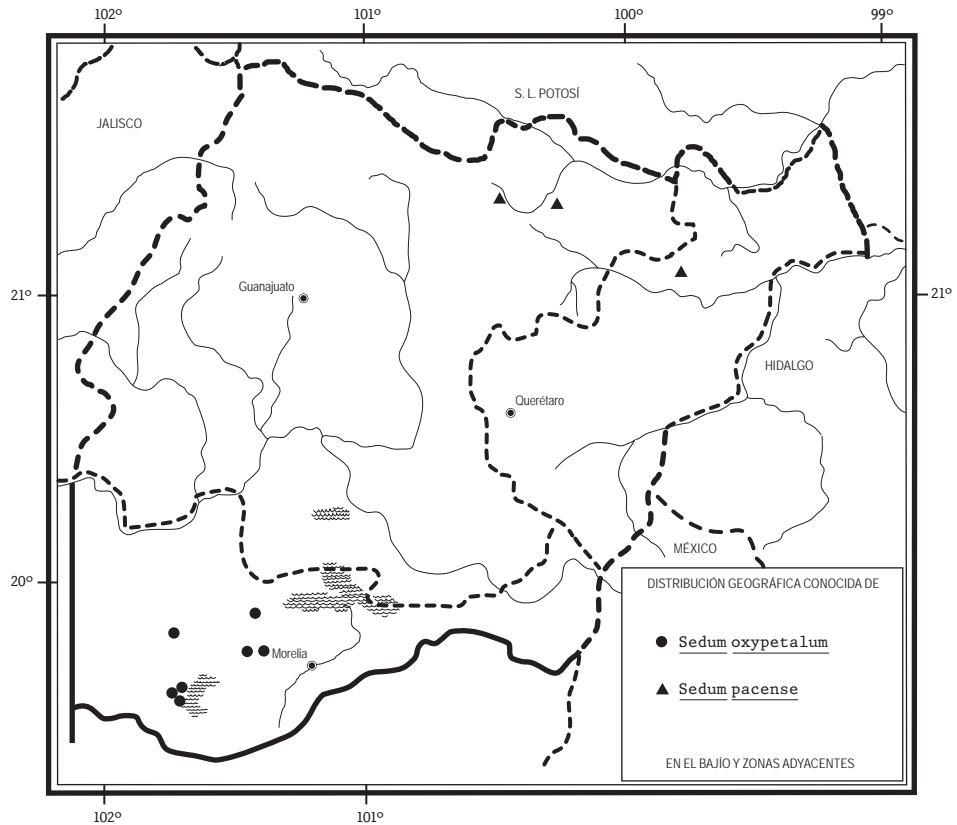 102° 101° 100° 99°
S. L. POTOSÍ
JALISCO
Guanajuato
21° 21°
HIDALGO
Querétaro
MÉXICO
20°
DISTRIBUCIÓN GEOGRÁFICA CONOCIDA DE
Sedum oxypetalum
Morelia
Sedum pacense
EN EL BAJÍO Y ZONAS ADYACENTES
102° 101°